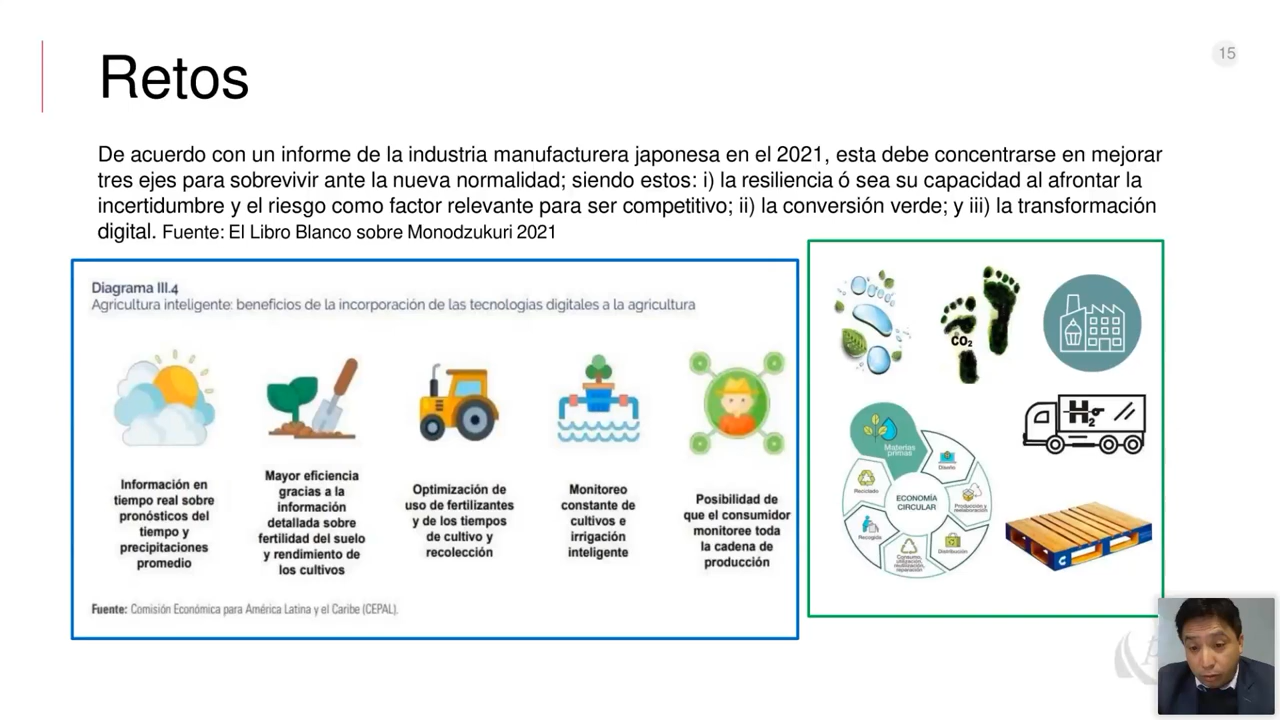 15
Retos
De acuerdo con un informe de la industria manufacturera japonesa en el 2021, esta debe concentrarse en mejorar
tres ejes para sobrevivir ante la nueva normalidad; siendo estos: i) la resiliencia ó sea su capacidad al afrontar la
incertidumbre y el riesgo como factor relevante para ser competitivo; ii) la conversión verde; y iii) la transformación
digital. Fuente: El Libro Blanco sobre Monodzukuri 2021
Diagrama III.4
Agricultura inteligente: beneficios de la incorporación de las tecnologías digitales a la agricultura
Información en
tiempo real sobre
pronósticos del
tiempo y
precipitaciones
promedio
Mayor eficiencia
gracias a la
información
detallada sobre
fertilidad del suelo
y rendimiento de
los cultivos
Optimización de
uso de fertilizantes
y de los tiempos
de cultivo y
recolección
Monitoreo
constante de
cultivos e
irrigación
inteligente
Posibilidad de
que el consumidor
monitoree toda
la cadena de
producción
Fuente: Comisión Económica para América Latina y el Caribe (CEPAL).
CO₂
H₂
Materias
primas
Diseño
Producción y
Distribución
Consumo,
utilización,
reutilización,
reparación
Recogida
Reciclado
ECONOMÍA
CIRCULAR
C